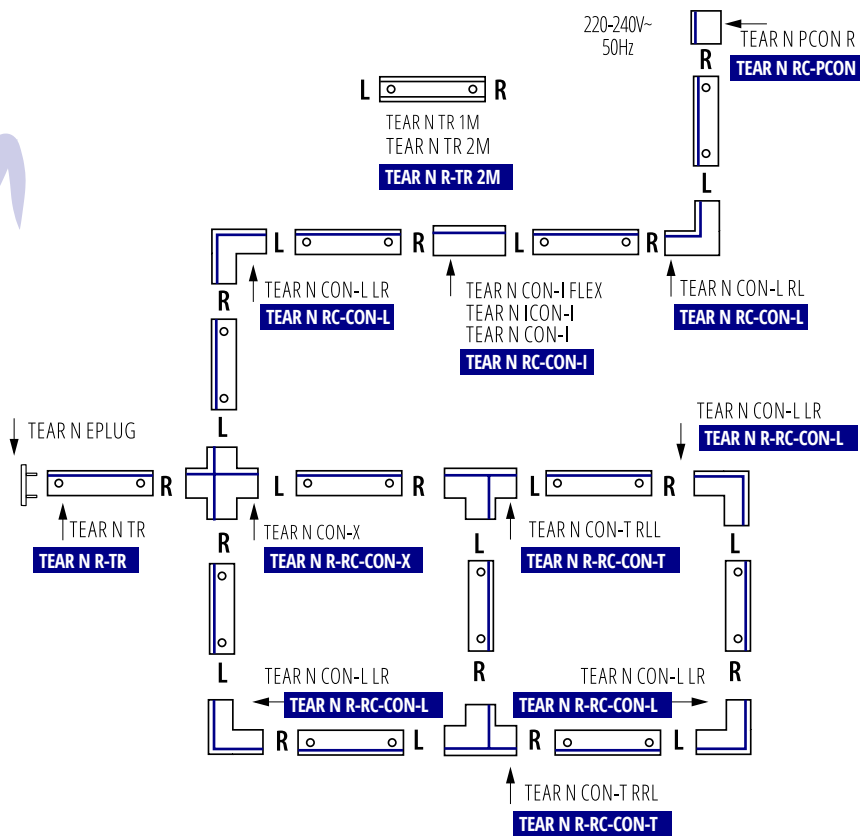 220-240V~
50Hz
TEAR N PCON R
R
TEAR N RC-PCON
L R
TEAR N TR 1M
TEAR N TR 2M
TEAR N R-TR 2M
L
L R L R
R
TEAR N CON-L LR
TEAR N RC-CON-L
TEAR N CON-I FLEX
TEAR N ICON-I
TEAR N CON-I
TEAR N RC-CON-I
TEAR N CON-L RL
TEAR N RC-CON-L
L
TEAR N EPLUG
TEAR N CON-L LR
TEAR N R-RC-CON-L
R L R L R
TEAR N TR
TEAR N R-TR
R
TEAR N CON-X
TEAR N R-RC-CON-X
L
TEAR N CON-T RLL
TEAR N R-RC-CON-T
L
L R R
TEAR N CON-L LR
TEAR N R-RC-CON-L
TEAR N CON-L LR
TEAR N R-RC-CON-L
R L R L
TEAR N CON-T RRL
TEAR N R-RC-CON-T